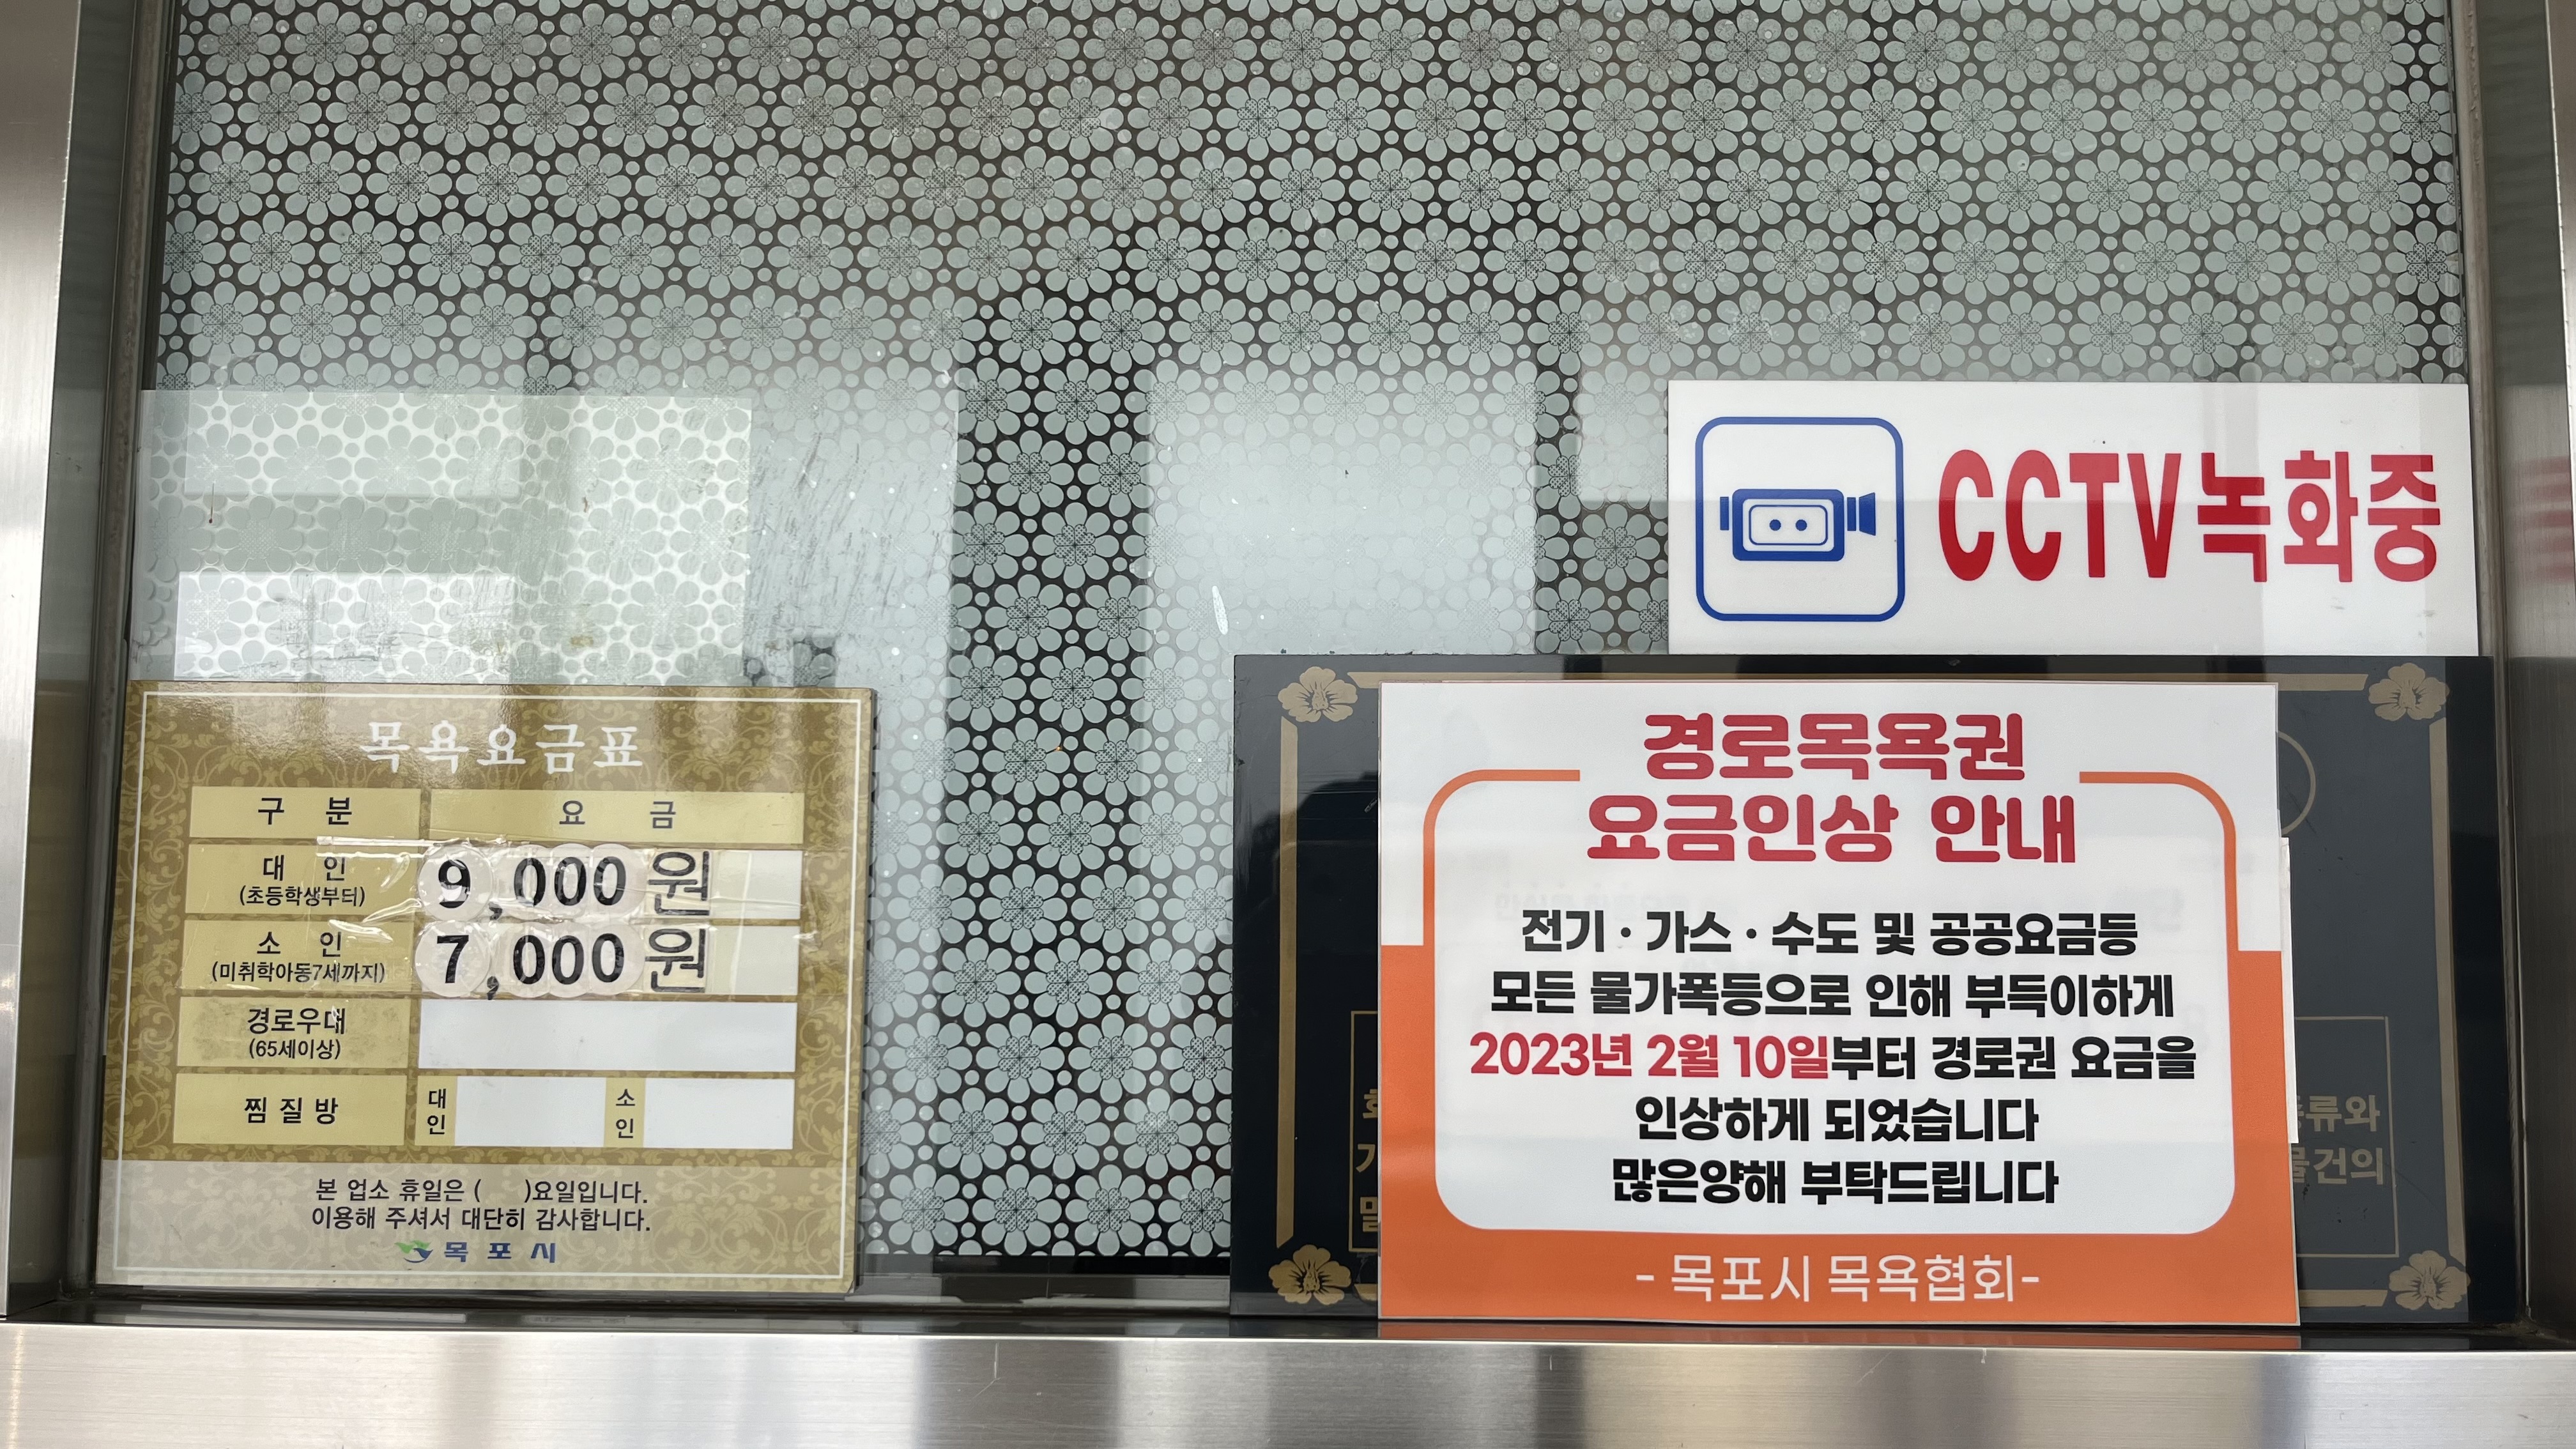 목욕요금표
구 분 요 금
대 인 9,000원
(초등학생부터)
소 인 7,000원
(미취학아동7세까지)
경로우대
(65세이상)
찜질방 대인 소인
본 업소 휴일은 ( )요일입니다.
이용해 주셔서 대단히 감사합니다.
목포시
CCTV녹화중
경로목욕권
요금인상 안내
전기·가스·수도 및 공공요금등
모든 물가폭등으로 인해 부득이하게
2023년 2월 10일부터 경로권 요금을
인상하게 되었습니다
많은양해 부탁드립니다
- 목포시 목욕협회-